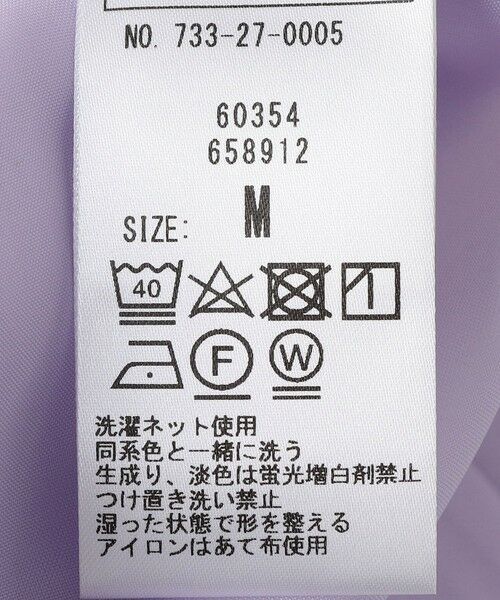 NO. 733-27-0005
60354
658912
SIZE: M
40
F W
洗濯ネット使用
同系色と一緒に洗う
生成り、淡色は蛍光増白剤禁止
つけ置き洗い禁止
湿った状態で形を整える
アイロンはあて布使用